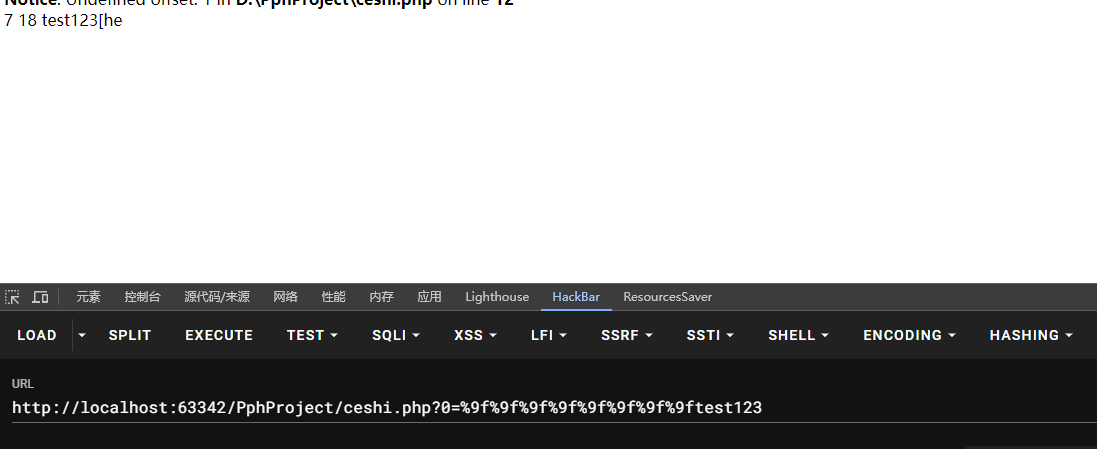 Notice: Undefined offset: 1 in D:\PphProject\ceshi.php on line 12
7 18 test123[he
元素 控制台 源代码/来源 网络 性能 内存 应用 Lighthouse HackBar ResourcesSaver
LOAD SPLIT EXECUTE TEST SQLI XSS LFI SSRF SSTI SHELL ENCODING HASHING
URL
http://localhost:63342/PphProject/ceshi.php?0=%9f%9f%9f%9f%9f%9f%9f%9ftest123